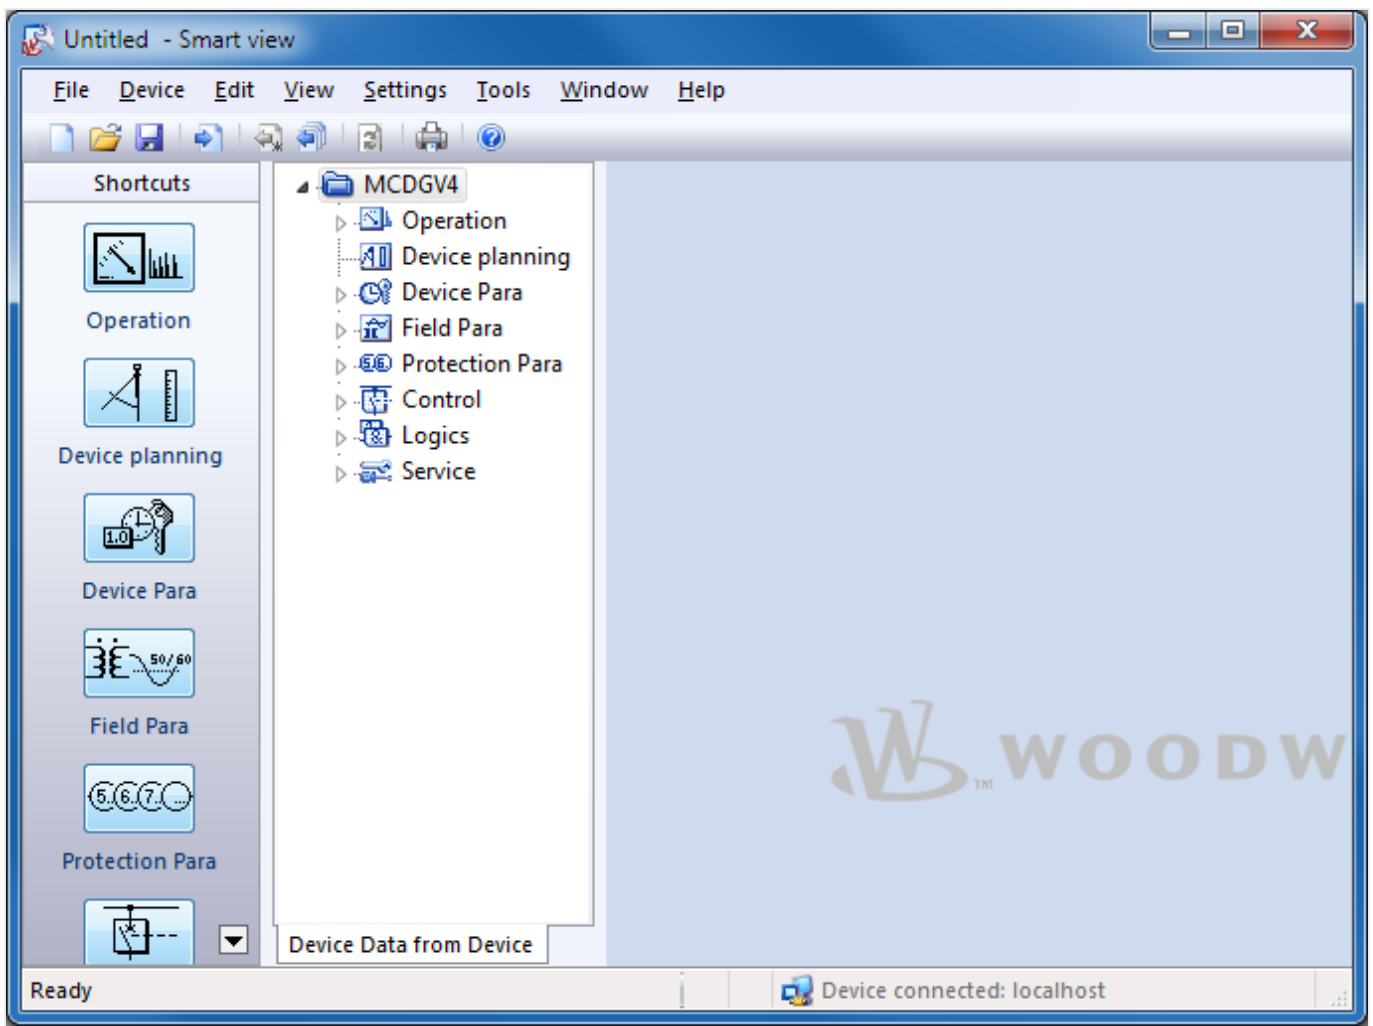 Untitled - Smart view
File Device Edit View Settings Tools Window Help
Shortcuts
Operation
Device planning
1.0
Device Para
50/60
Field Para
5.6.7...
Protection Para
MCDGV4
Operation
Device planning
Device Para
Field Para
Protection Para
Control
Logics
Service
Device Data from Device
WOODW
TM
Ready
Device connected: localhost